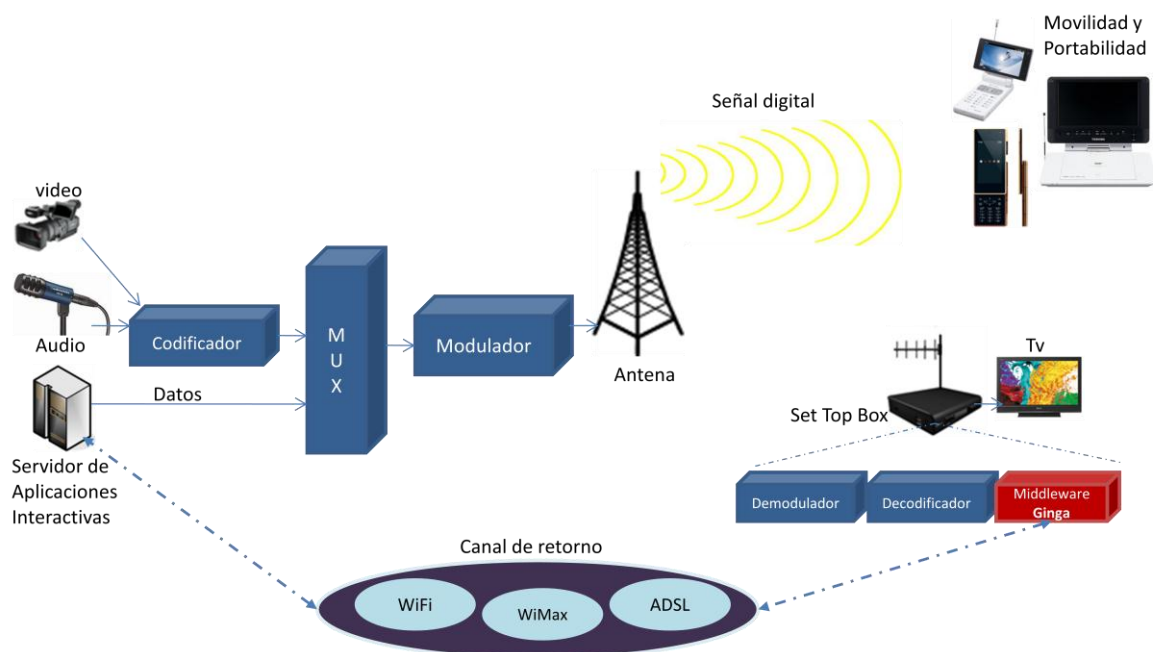 Movilidad y
Portabilidad
Señal digital
video
Audio
Codificador
M
U
X
Modulador
Antena
Datos
Servidor de
Aplicaciones
Interactivas
Tv
Set Top Box
Demodulador
Decodificador
Middleware
Ginga
Canal de retorno
WiFi
WiMax
ADSL